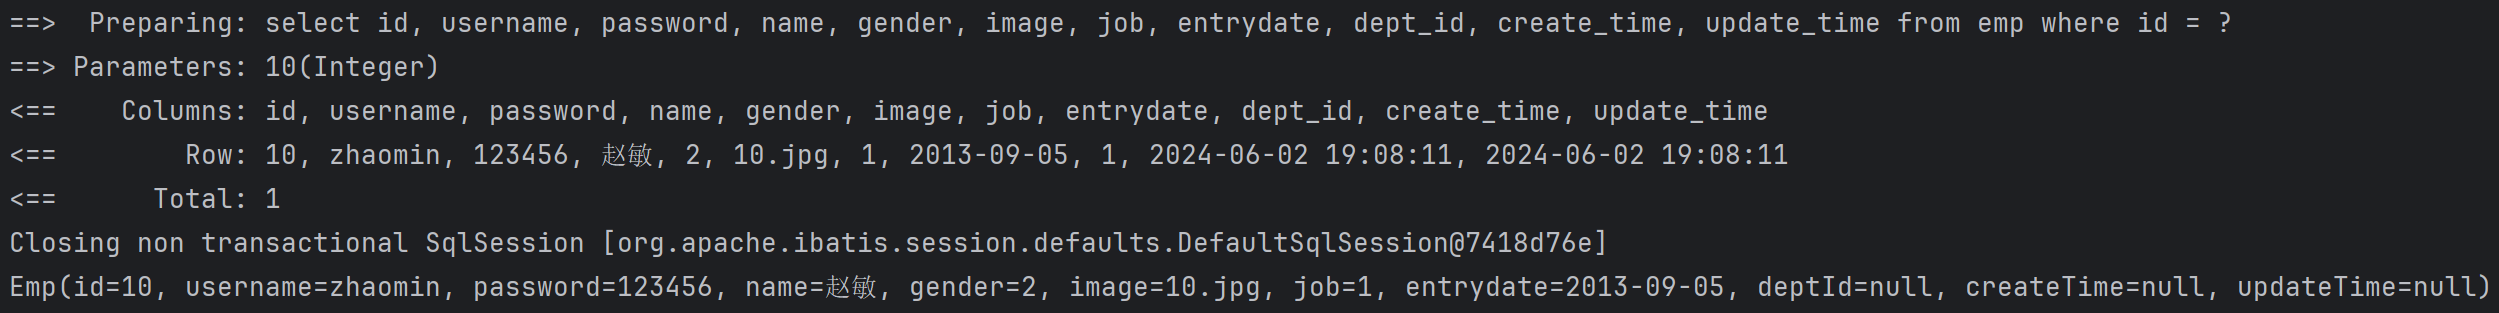 ==>  Preparing: select id, username, password, name, gender, image, job, entrydate, dept_id, create_time, update_time from emp where id = ?
==> Parameters: 10(Integer)
<==    Columns: id, username, password, name, gender, image, job, entrydate, dept_id, create_time, update_time
<==        Row: 10, zhaomin, 123456, 赵敏, 2, 10.jpg, 1, 2013-09-05, 1, 2024-06-02 19:08:11, 2024-06-02 19:08:11
<==      Total: 1
Closing non transactional SqlSession [org.apache.ibatis.session.defaults.DefaultSqlSession@7418d76e]
Emp(id=10, username=zhaomin, password=123456, name=赵敏, gender=2, image=10.jpg, job=1, entrydate=2013-09-05, deptId=null, createTime=null, updateTime=null)